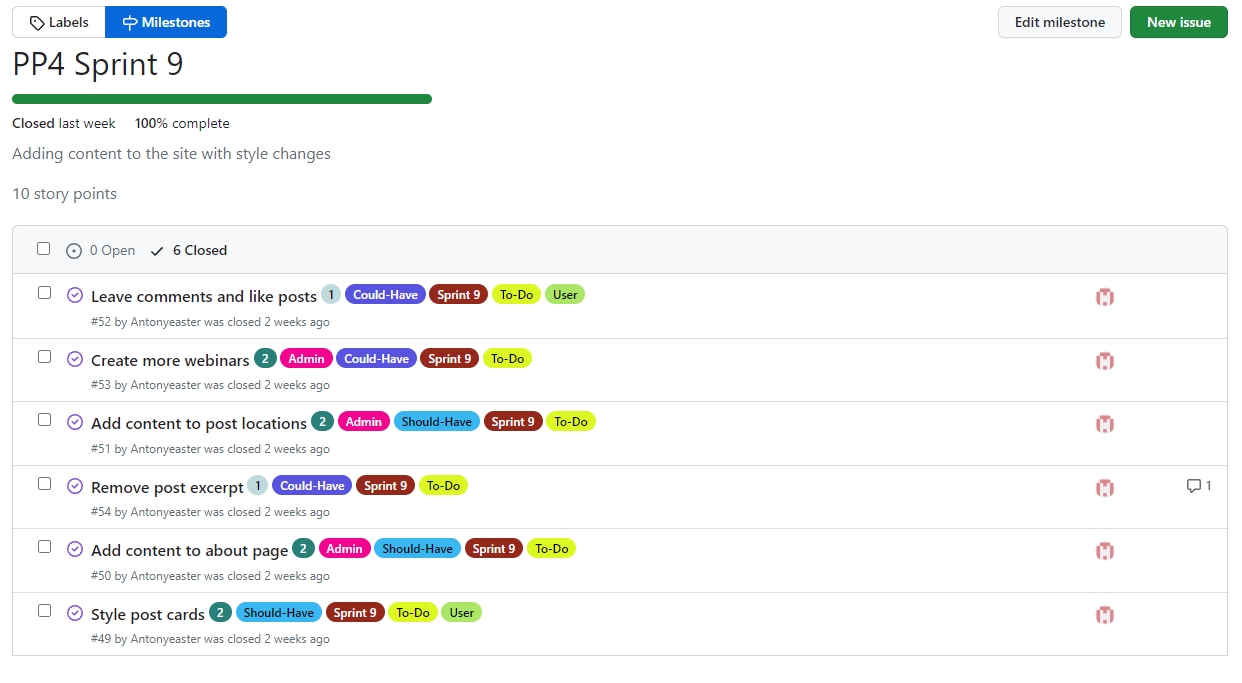 Labels Milestones Edit milestone New issue
PP4 Sprint 9
Closed last week 100% complete
Adding content to the site with style changes
10 story points
0 Open 6 Closed
Leave comments and like posts 1 Could-Have Sprint 9 To-Do User
#52 by Antonyeaster was closed 2 weeks ago
Create more webinars 2 Admin Could-Have Sprint 9 To-Do
#53 by Antonyeaster was closed 2 weeks ago
Add content to post locations 2 Admin Should-Have Sprint 9 To-Do
#51 by Antonyeaster was closed 2 weeks ago
Remove post excerpt 1 Could-Have Sprint 9 To-Do 1
#54 by Antonyeaster was closed 2 weeks ago
Add content to about page 2 Admin Should-Have Sprint 9 To-Do
#50 by Antonyeaster was closed 2 weeks ago
Style post cards 2 Should-Have Sprint 9 To-Do User
#49 by Antonyeaster was closed 2 weeks ago